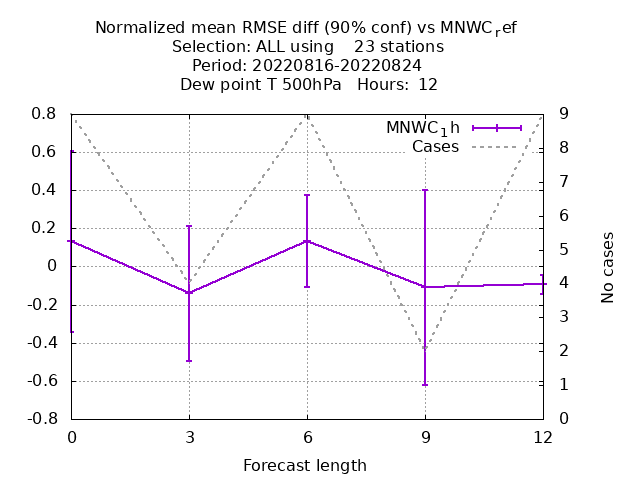 Normalized mean RMSE diff (90% conf) vs MNWCref
Selection: ALL using    23 stations
Period: 20220816-20220824
Dew point T 500hPa   Hours:  12
MNWC1h
Cases
0.8
0.6
0.4
0.2
0
-0.2
-0.4
-0.6
-0.8
9
8
7
6
5
4
3
2
1
0
No cases
0 3 6 9 12
Forecast length